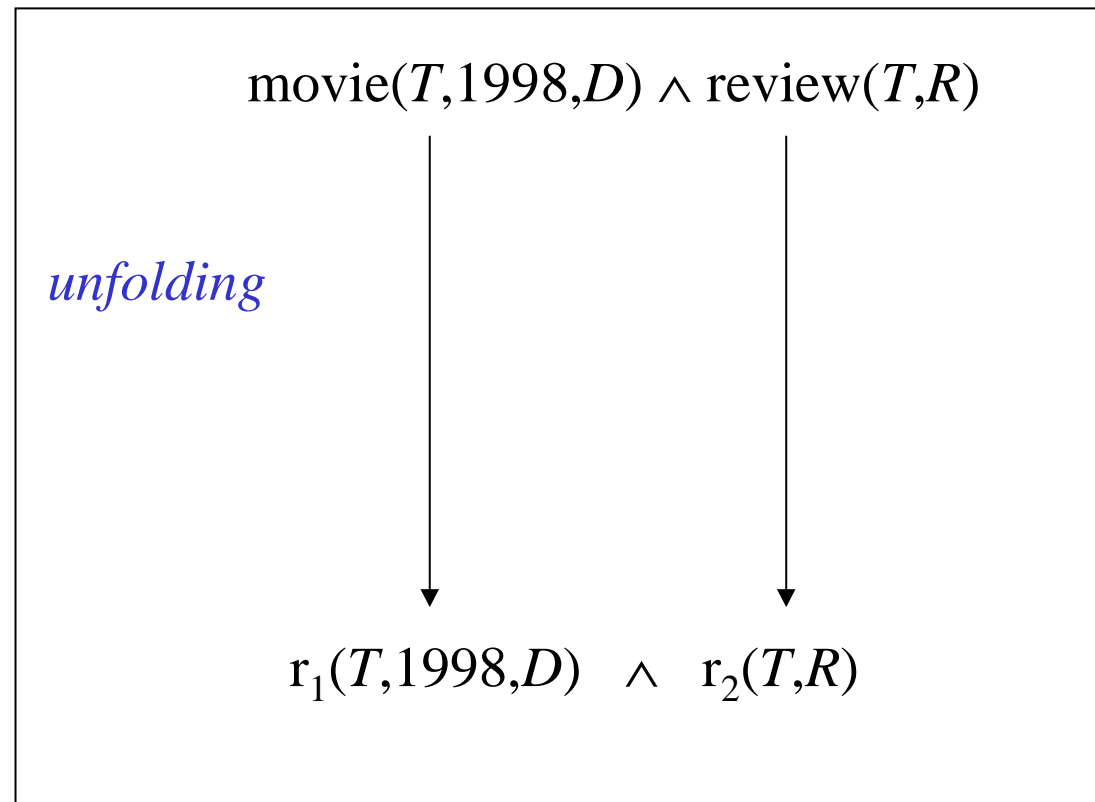 movie(T,1998,D) ∧ review(T,R)
unfolding
r₁(T,1998,D) ∧ r₂(T,R)